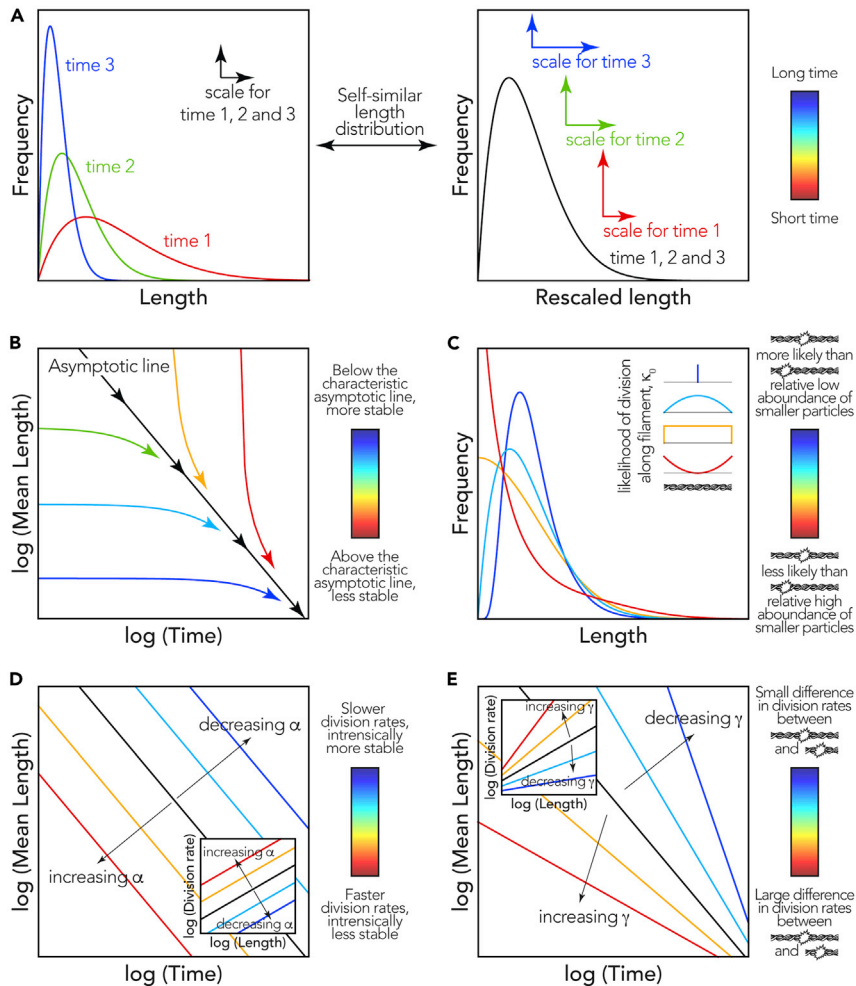 A
Frequency
Length
time 3
time 2
time 1
scale for
time 1, 2 and 3
Self-similar
length
distribution
Frequency
Rescaled length
scale for time 3
scale for time 2
scale for time 1
time 1, 2 and 3
Long time
Short time
B
log (Mean Length)
log (Time)
Asymptotic line
Below the
characteristic
asymptotic line,
more stable
Above the
characteristic
asymptotic line,
less stable
C
Frequency
Length
likelihood of division
along filament, κ₀
more likely than
relative low
aboundance of
smaller particles
less likely than
relative high
aboundance of
smaller particles
D
log (Mean Length)
log (Time)
decreasing α
increasing α
log (Division rate)
log (Length)
increasing α
decreasing α
Slower
division rates,
intrensically
more stable
Faster
division rates,
intrensically
less stable
E
log (Mean Length)
log (Time)
log (Division rate)
log (Length)
increasing γ
decreasing γ
decreasing γ
increasing γ
Small difference
in division rates
between
and
Large difference
in division rates
between
and